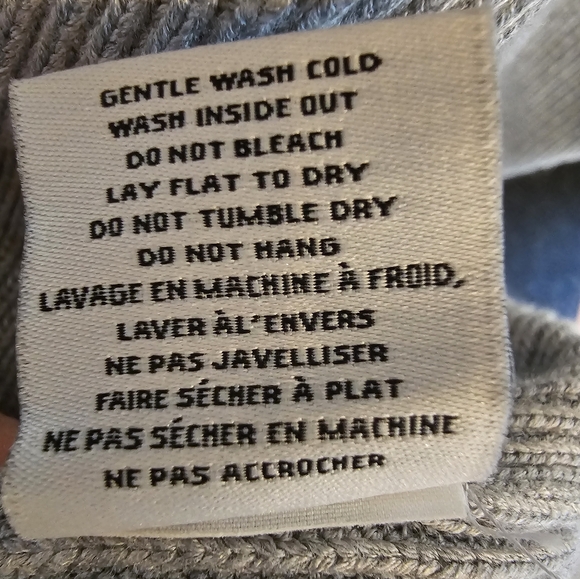 GENTLE WASH COLD
WASH INSIDE OUT
DO NOT BLEACH
LAY FLAT TO DRY
DO NOT TUMBLE DRY
DO NOT HANG
LAVAGE EN MACHINE À FROID,
LAVER ÀL'ENVERS
NE PAS JAVELLISER
FAIRE SÉCHER À PLAT
NE PAS SÉCHER EN MACHINE
NE PAS ACCROCHER